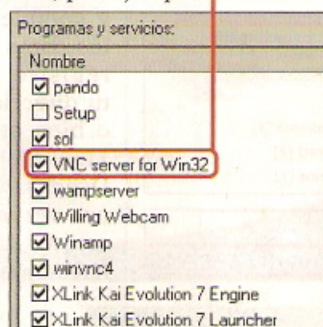 Programas y servicios:
Nombre
pando
Setup
sol
VNC server for Win32
wampserver
Willing Webcam
Winamp
winvnc4
XLink Kai Evolution 7 Engine
XLink Kai Evolution 7 Launcher